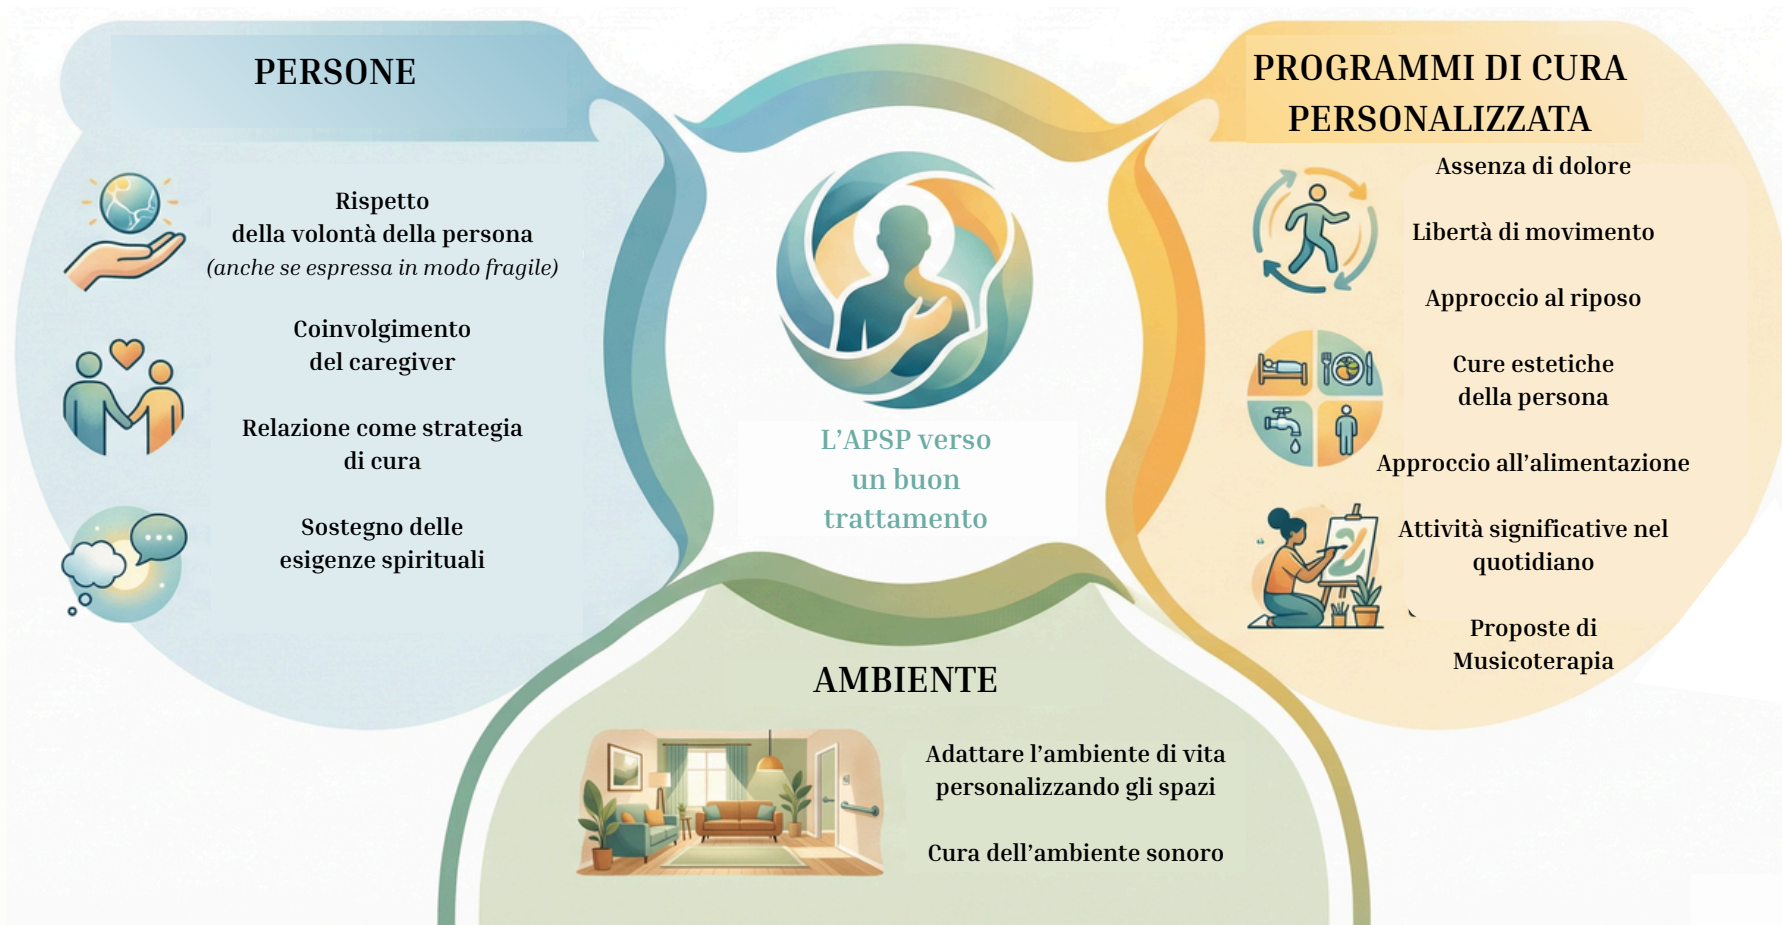 PERSONE
Rispetto
della volontà della persona
(anche se espressa in modo fragile)
Coinvolgimento
del caregiver
Relazione come strategia
di cura
Sostegno delle
esigenze spirituali
L’APSP verso
un buon
trattamento
PROGRAMMI DI CURA
PERSONALIZZATA
Assenza di dolore
Libertà di movimento
Approccio al riposo
Cure estetiche
della persona
Approccio all’alimentazione
Attività significative nel
quotidiano
Proposte di
Musicoterapia
AMBIENTE
Adattare l’ambiente di vita
personalizzando gli spazi
Cura dell’ambiente sonoro